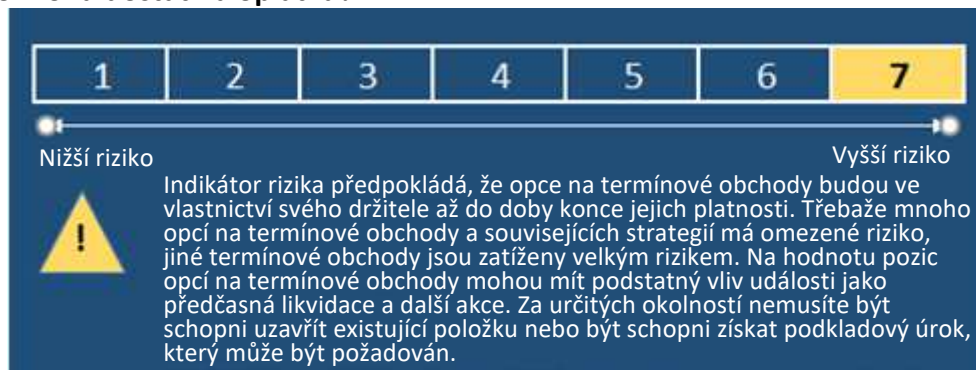 1 2 3 4 5 6 7
Nižší riziko Vyšší riziko
!
Indikátor rizika předpokládá, že opce na termínové obchody budou ve
vlastnictví svého držitele až do doby konce jejich platnosti. Třebaže mnoho
opcí na termínové obchody a souvisejících strategií má omezené riziko,
jiné termínové obchody jsou zatíženy velkým rizikem. Na hodnotu pozic
opcí na termínové obchody mohou mít podstatný vliv události jako
předčasná likvidace a další akce. Za určitých okolností nemusíte být
schopni uzavřít existující položku nebo být schopni získat podkladový úrok,
který může být požadován.